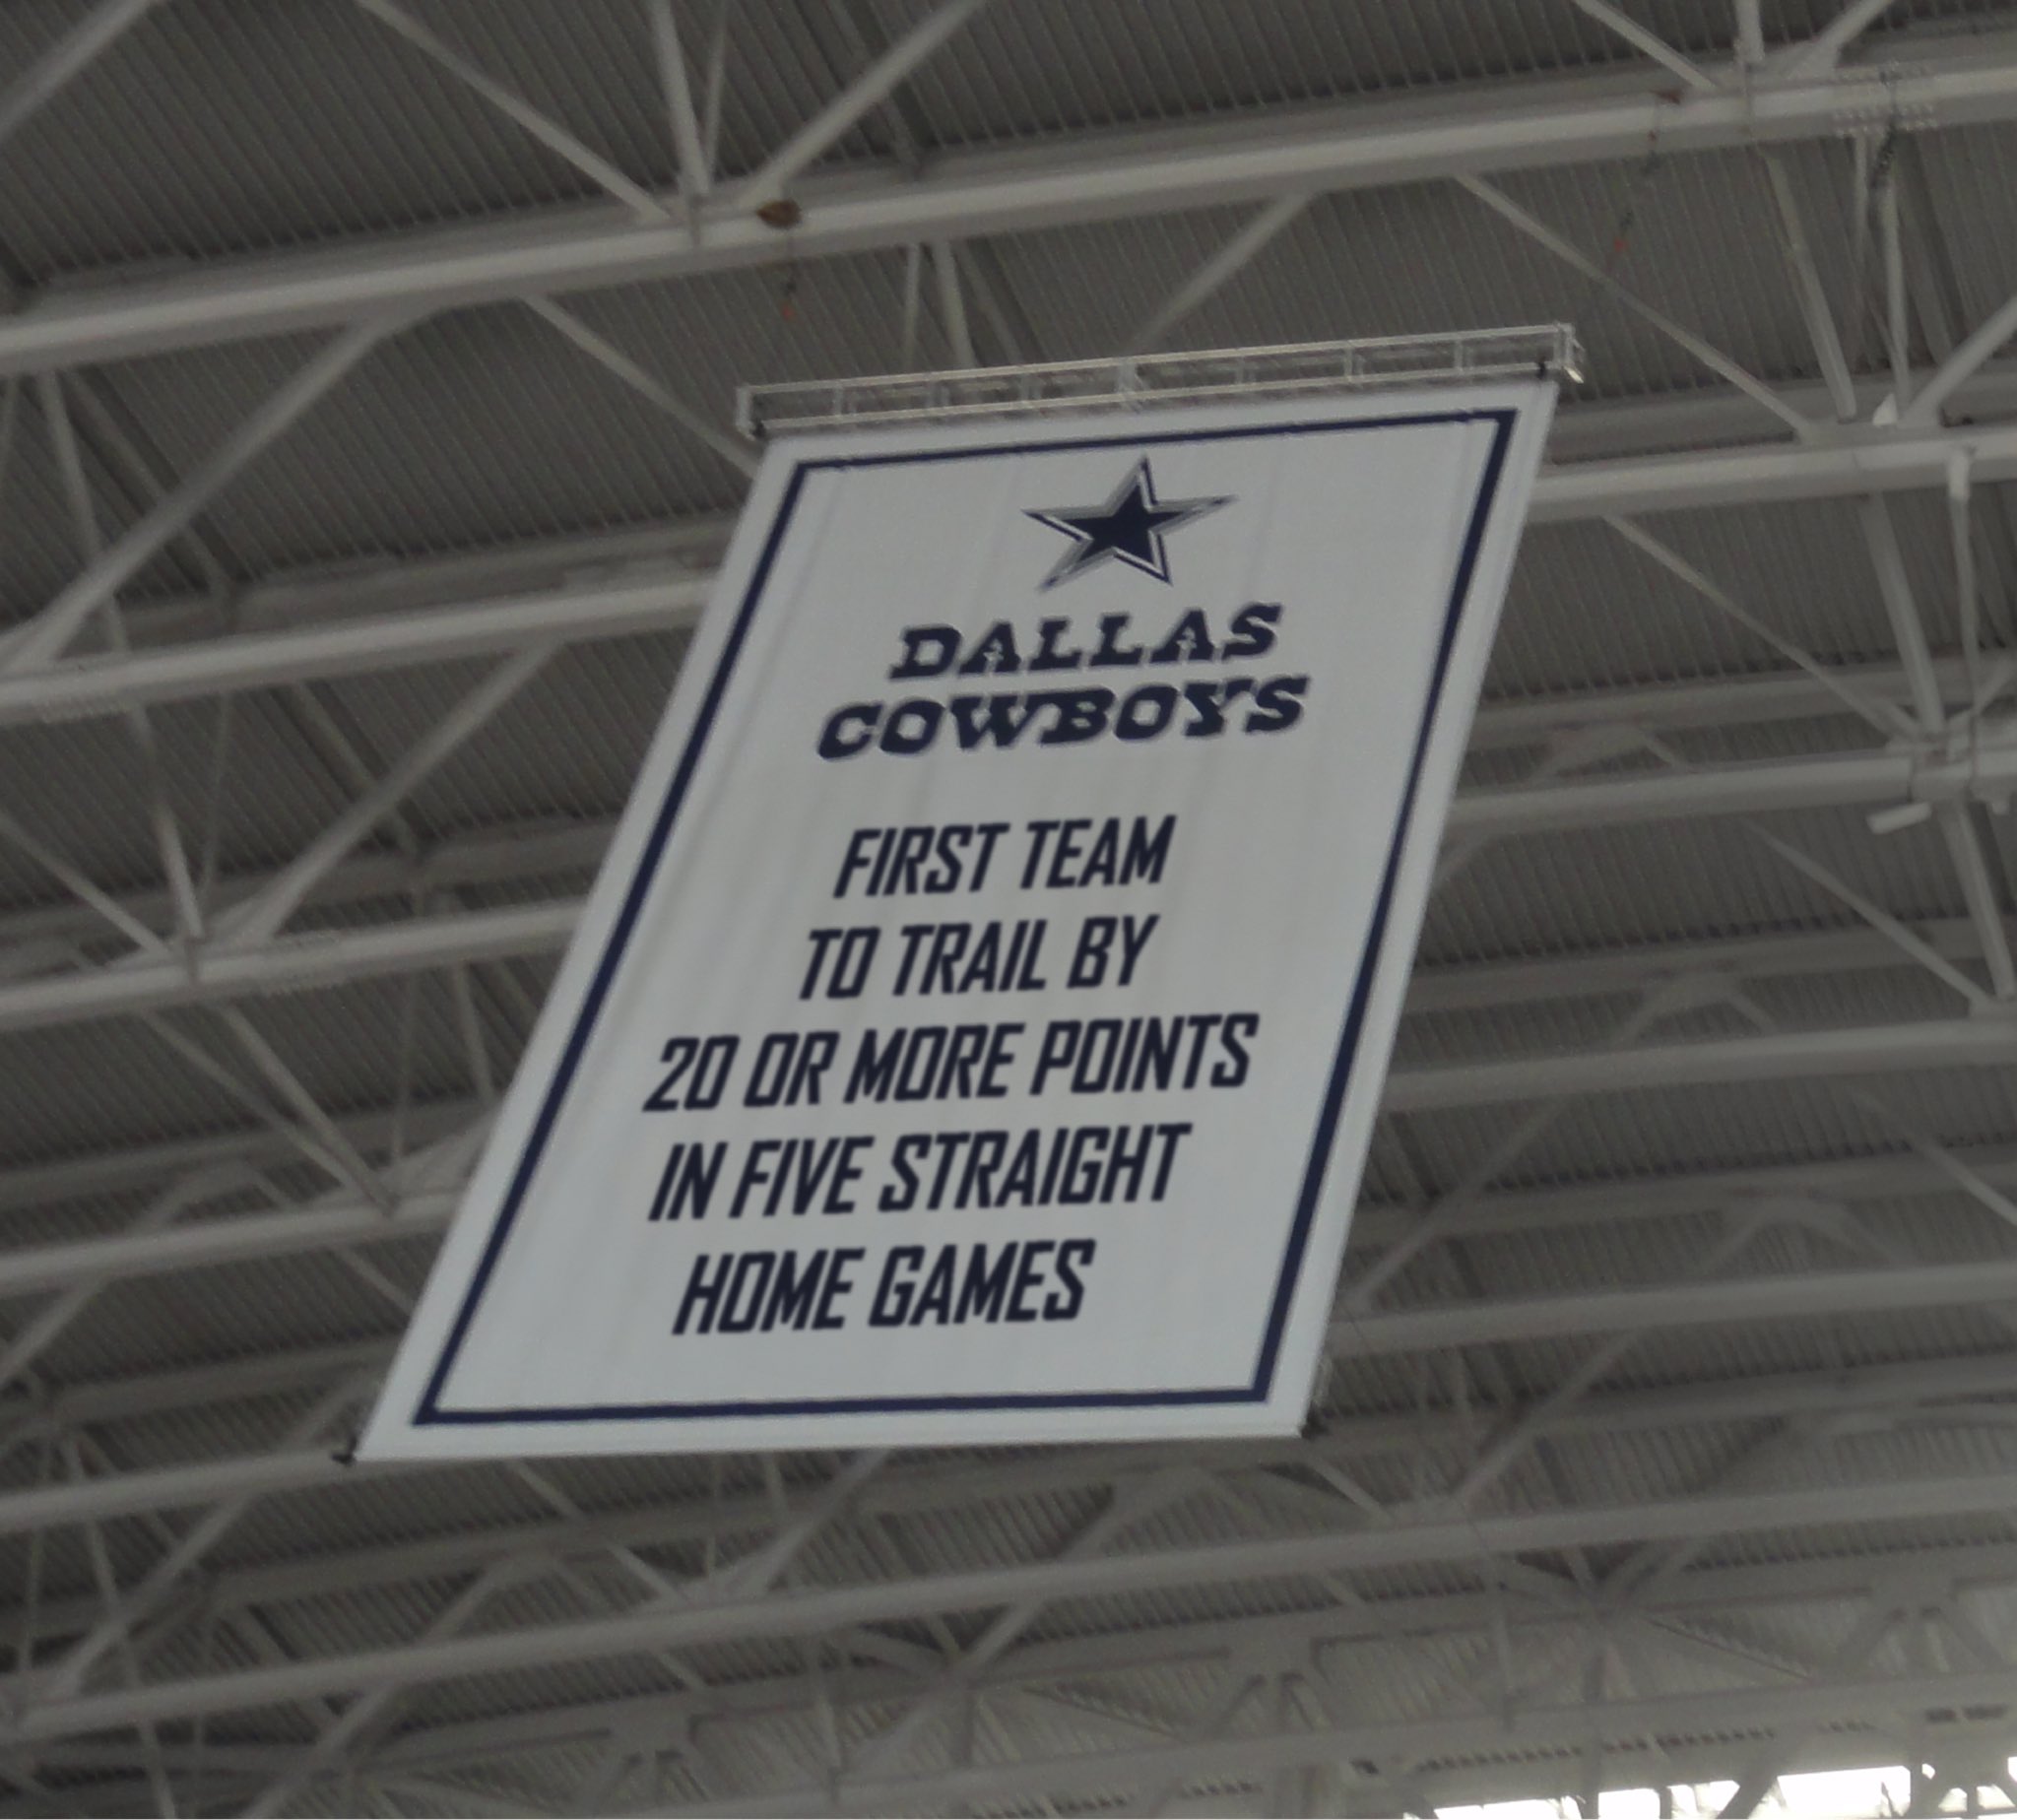 DALLAS
COWBOYS
FIRST TEAM
TO TRAIL BY
20 OR MORE POINTS
IN FIVE STRAIGHT
HOME GAMES